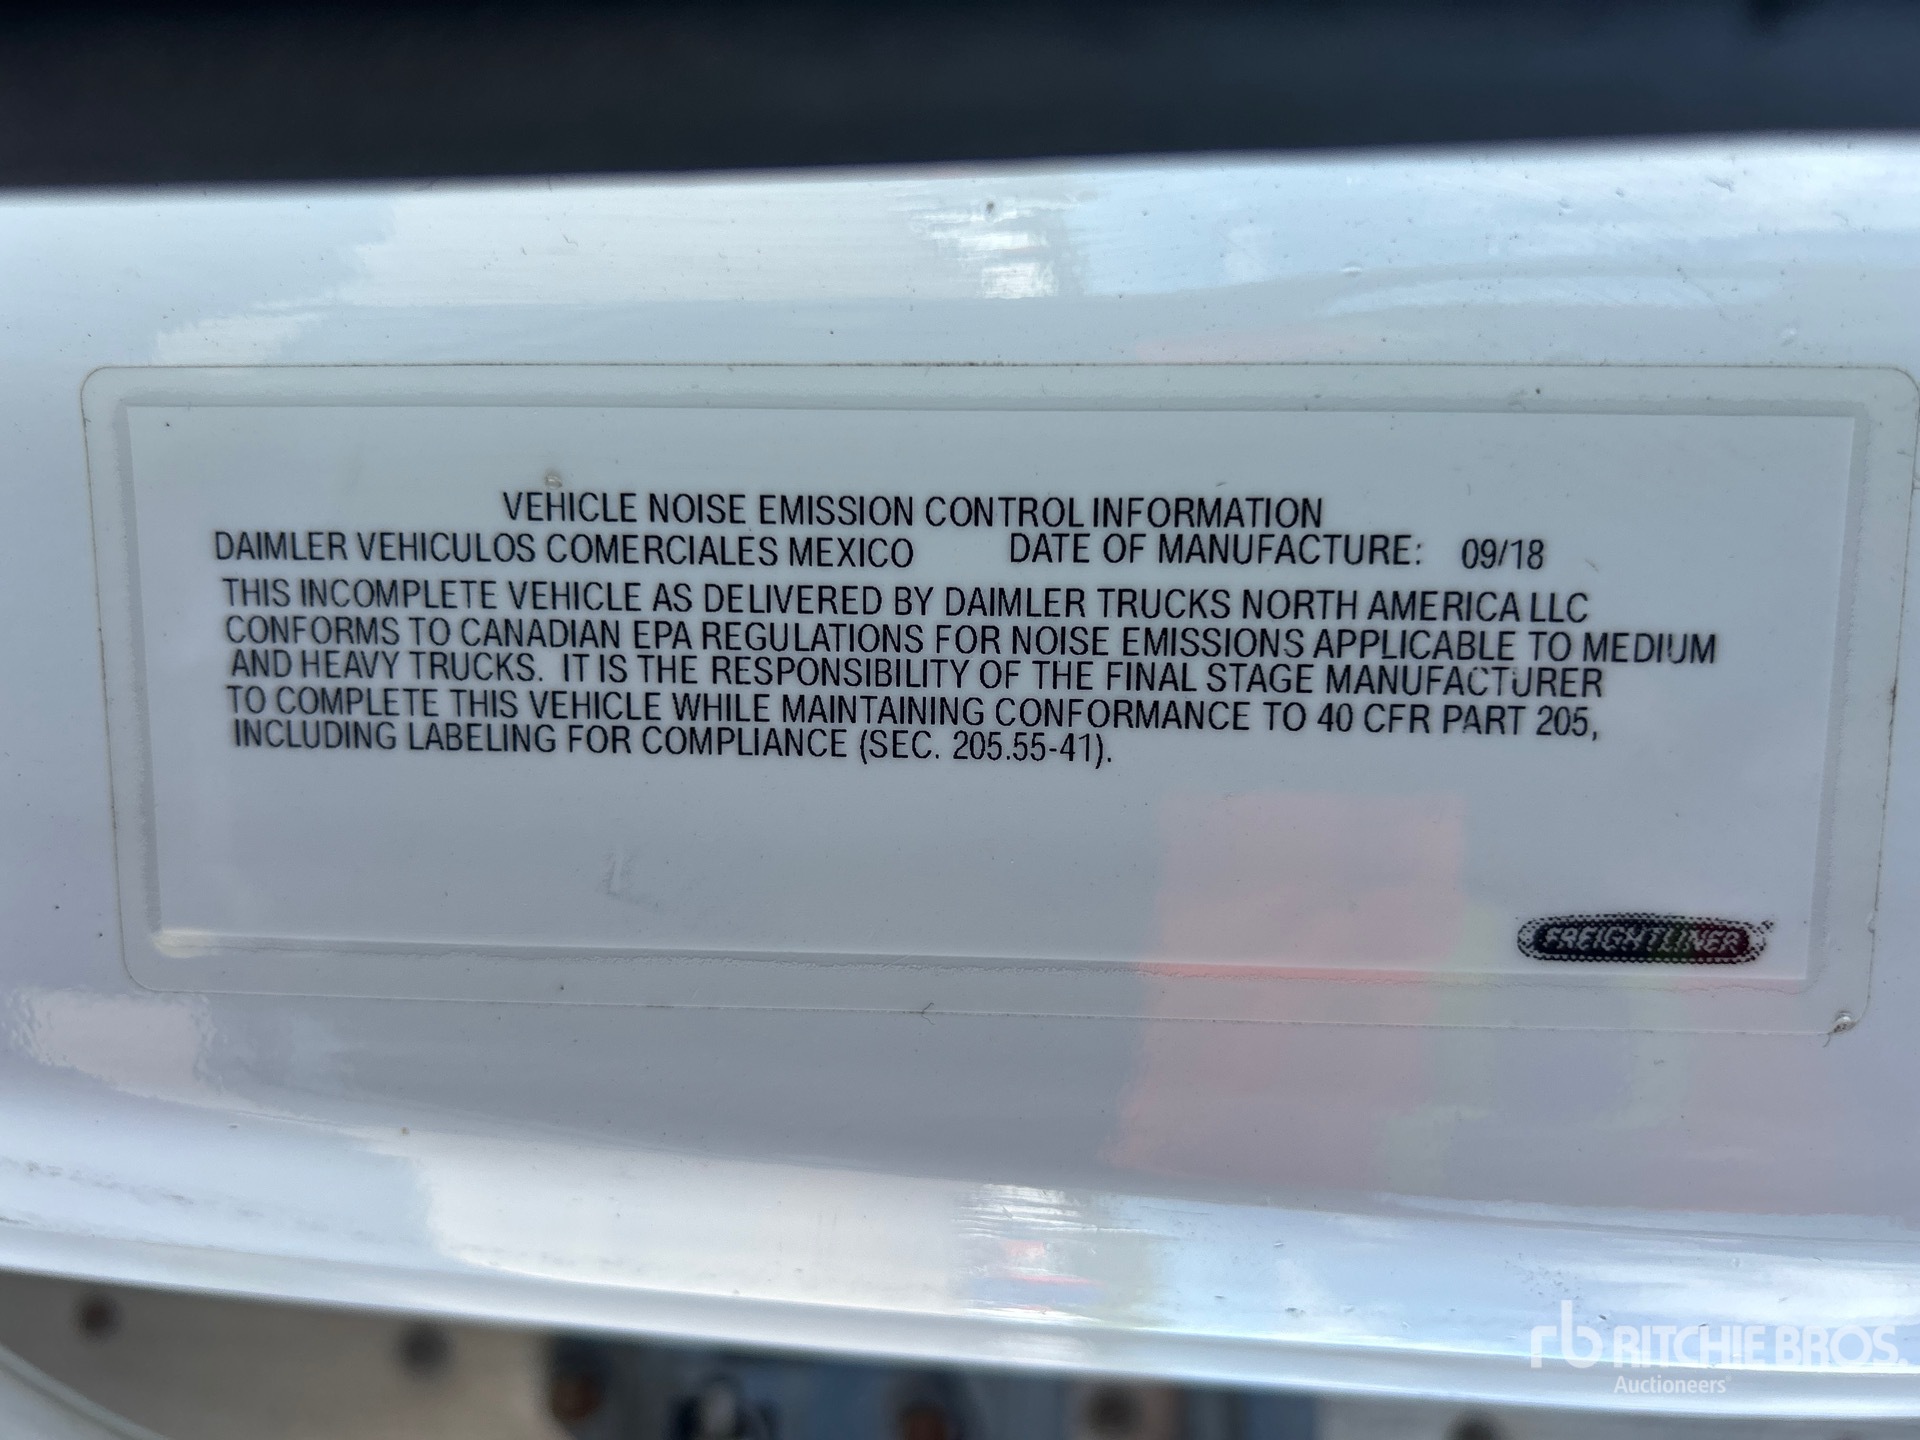 VEHICLE NOISE EMISSION CONTROL INFORMATION
DAIMLER VEHICULOS COMERCIALES MEXICO DATE OF MANUFACTURE: 09/18
THIS INCOMPLETE VEHICLE AS DELIVERED BY DAIMLER TRUCKS NORTH AMERICA LLC
CONFORMS TO CANADIAN EPA REGULATIONS FOR NOISE EMISSIONS APPLICABLE TO MEDIUM
AND HEAVY TRUCKS. IT IS THE RESPONSIBILITY OF THE FINAL STAGE MANUFACTURER
TO COMPLETE THIS VEHICLE WHILE MAINTAINING CONFORMANCE TO 40 CFR PART 205,
INCLUDING LABELING FOR COMPLIANCE (SEC. 205.55-41).
FREIGHTLINER
rb RITCHIE BROS.
Auctioneers